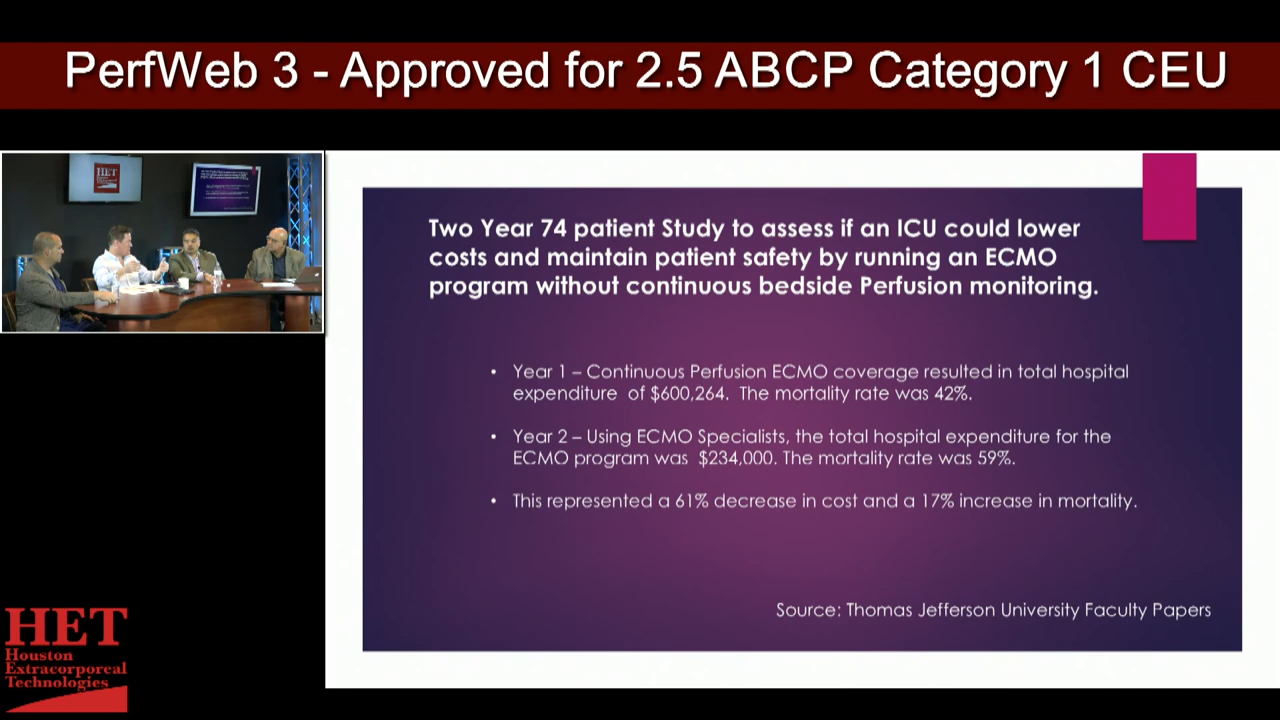 PerfWeb 3 - Approved for 2.5 ABCP Category 1 CEU
HET
Two Year 74 patient Study to assess if an ICU could lower
costs and maintain patient safety by running an ECMO
program without continuous bedside Perfusion monitoring.
• Year 1 – Continuous Perfusion ECMO coverage resulted in total hospital
expenditure of $600,264. The mortality rate was 42%.
• Year 2 – Using ECMO Specialists, the total hospital expenditure for the
ECMO program was $234,000. The mortality rate was 59%.
• This represented a 61% decrease in cost and a 17% increase in mortality.
Source: Thomas Jefferson University Faculty Papers
HET
Houston
Extracorporeal
Technologies